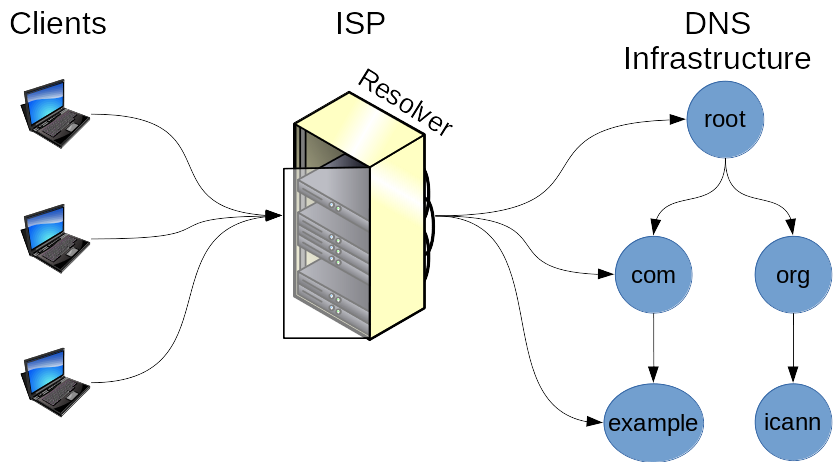 Clients
ISP
DNS
Infrastructure
Resolver
root
com
org
example
icann